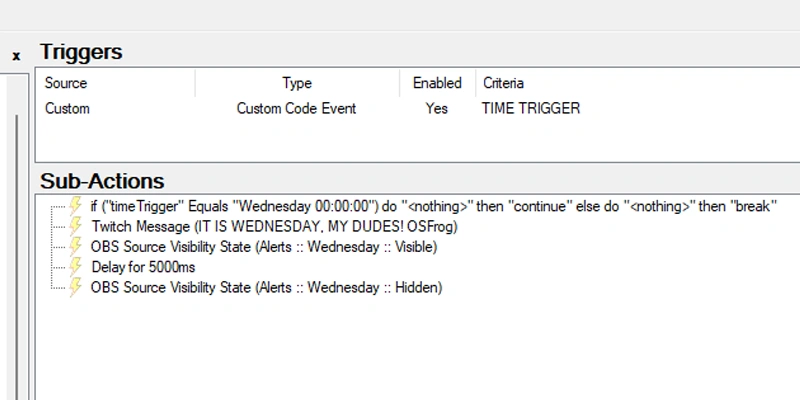 x
Triggers
Source Type Enabled Criteria
Custom Custom Code Event Yes TIME TRIGGER
Sub-Actions
if ("timeTrigger" Equals "Wednesday 00:00:00") do "<nothing>" then "continue" else do "<nothing>" then "break"
Twitch Message (IT IS WEDNESDAY, MY DUDES! OSFrog)
OBS Source Visibility State (Alerts :: Wednesday :: Visible)
Delay for 5000ms
OBS Source Visibility State (Alerts :: Wednesday :: Hidden)